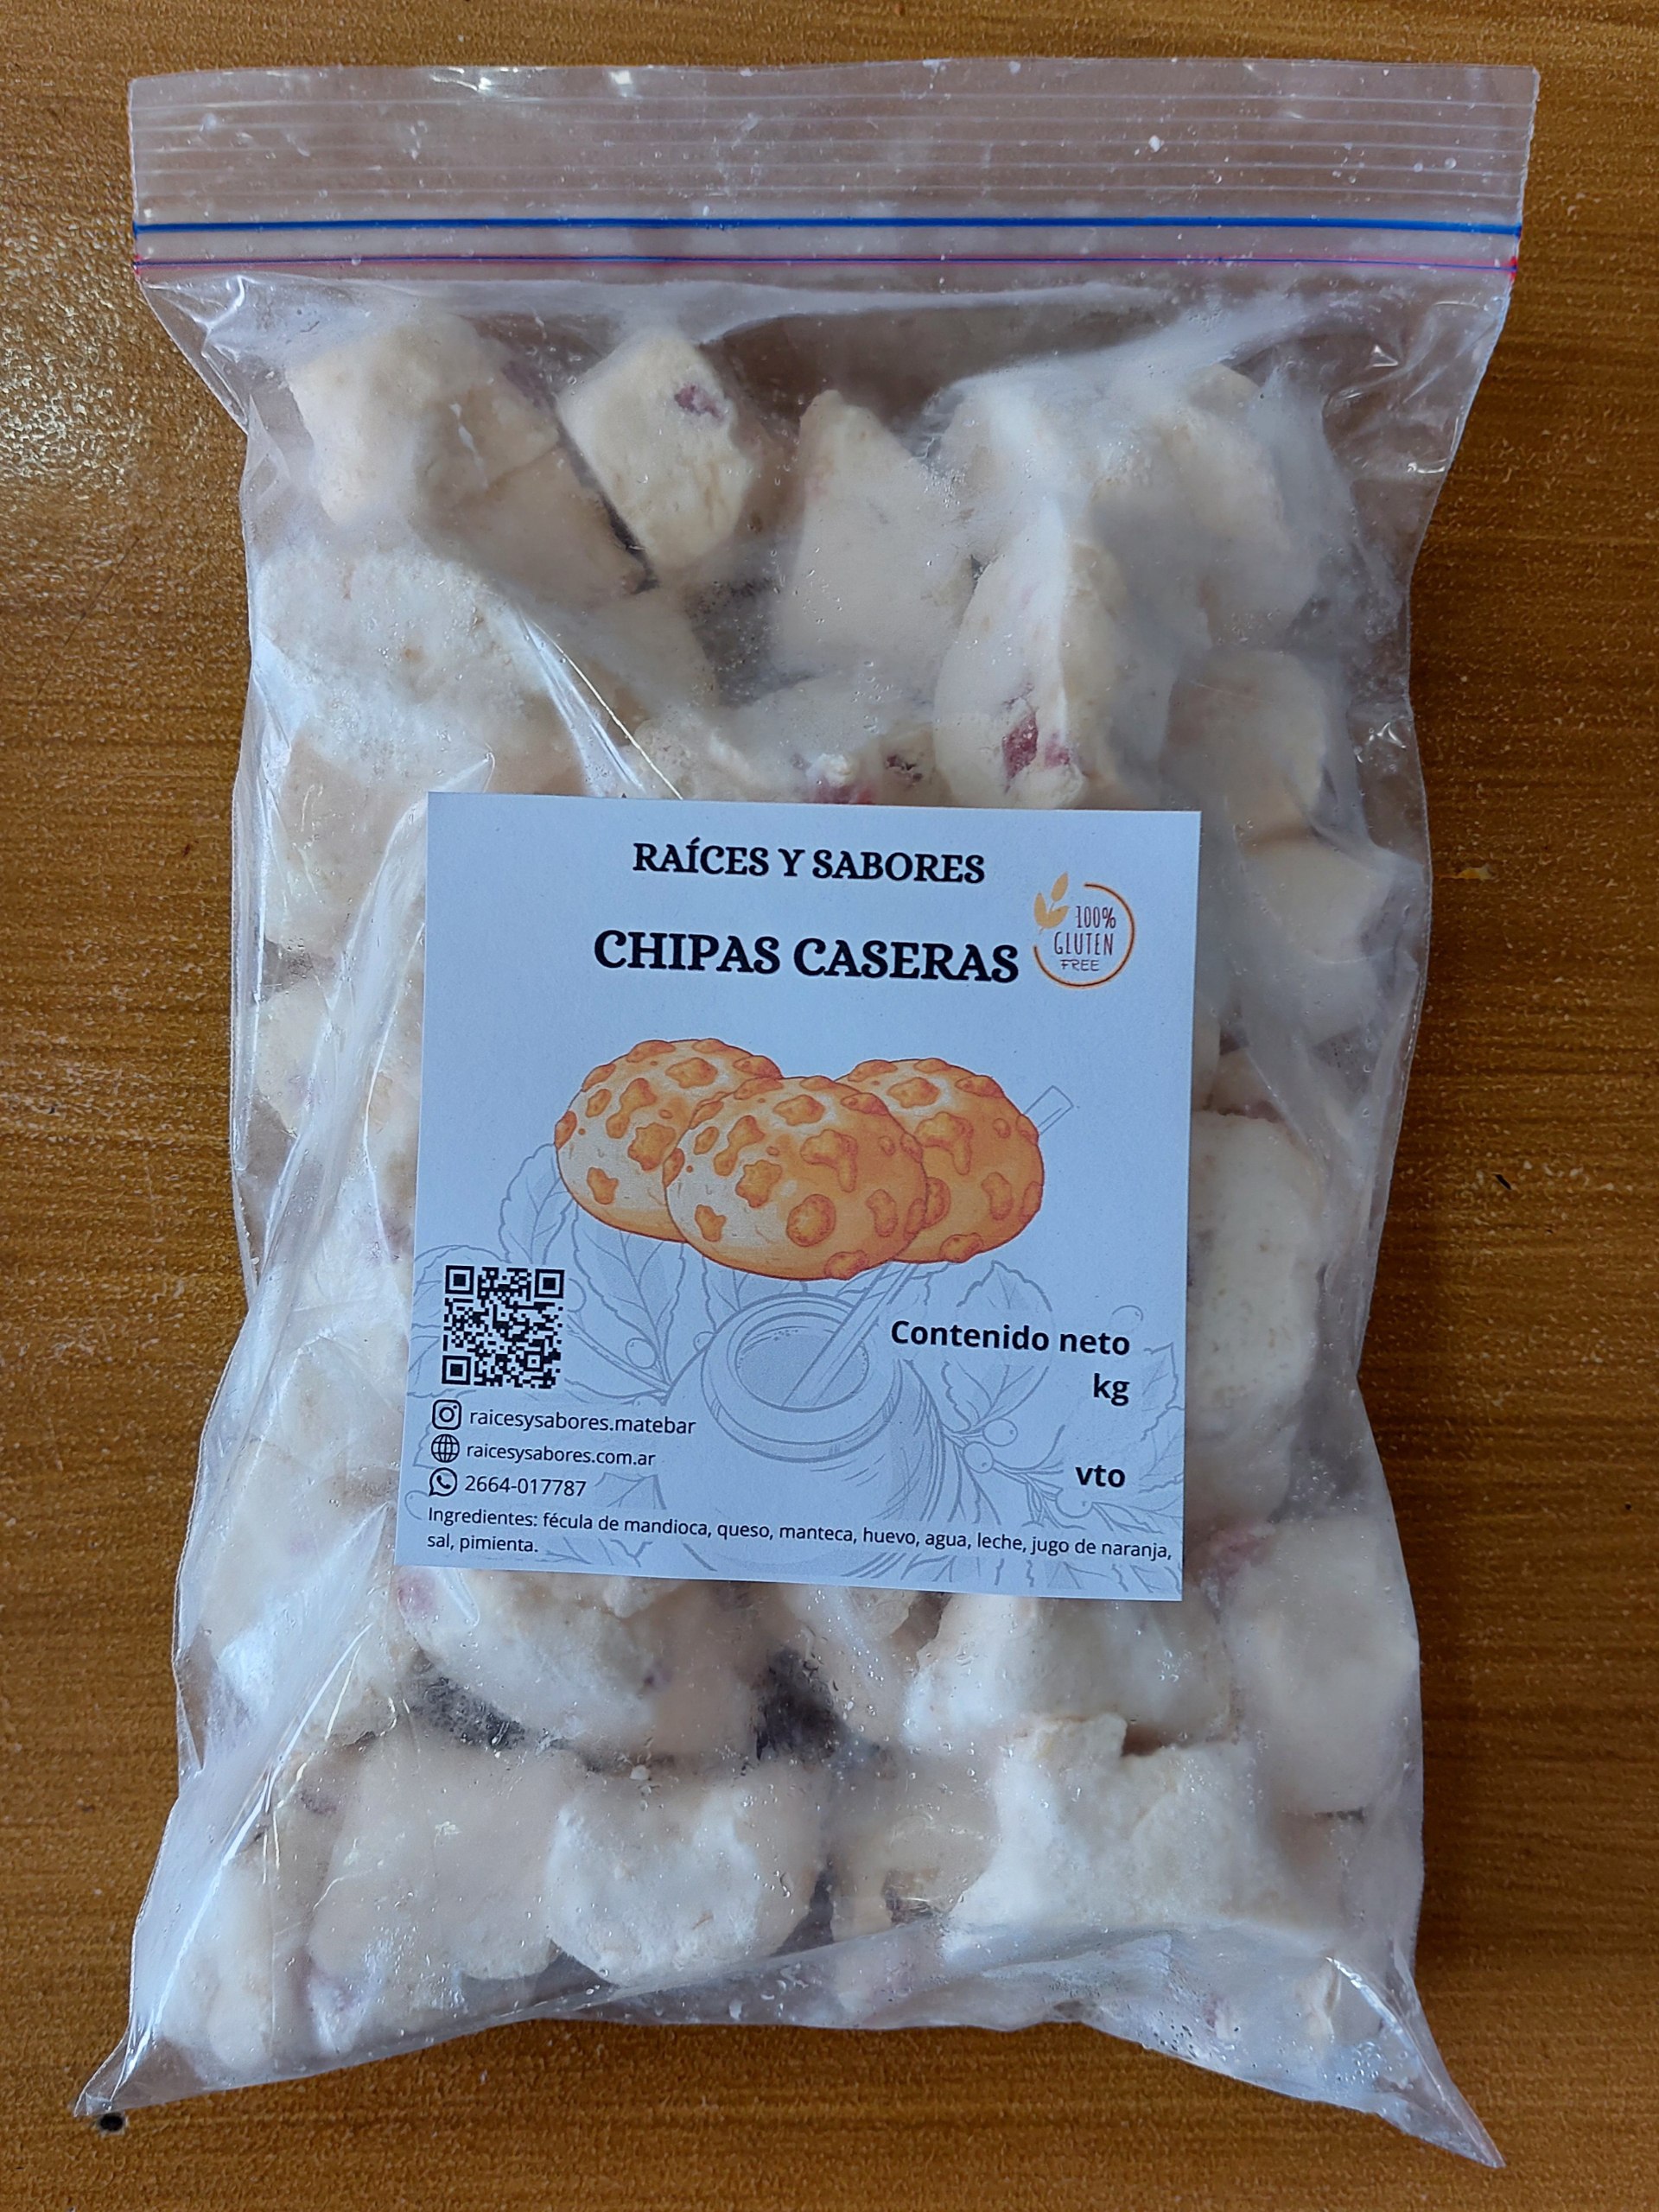 RAÍCES Y SABORES
CHIPAS CASERAS
100%
GLUTEN
FREE
Contenido neto
kg
vto
raicesysabores.matebar
raicesysabores.com.ar
2664-017787
Ingredientes: fécula de mandioca, queso, manteca, huevo, agua, leche, jugo de naranja,
sal, pimienta.